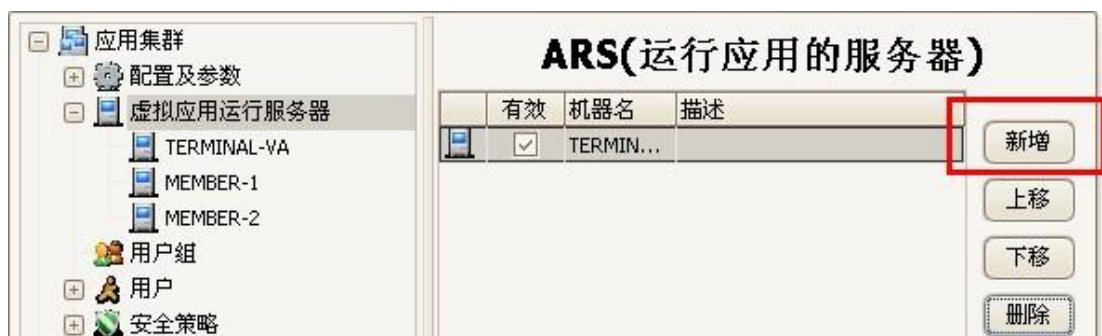 应用集群
配置及参数
虚拟应用运行服务器
TERMINAL-VA
MEMBER-1
MEMBER-2
用户组
用户
安全策略
ARS(运行应用的服务器)
有效 机器名 描述
TERMIN...
新增
上移
下移
删除